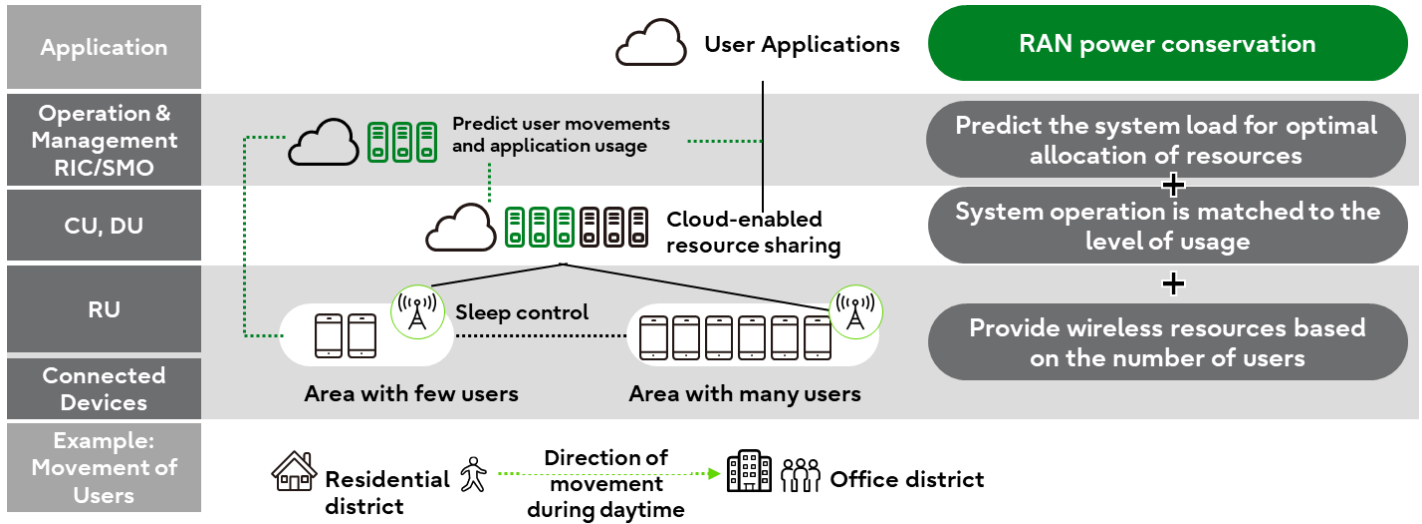 Application
User Applications
RAN power conservation
Operation &
Management
RIC/SMO
Predict user movements
and application usage
Predict the system load for optimal
allocation of resources
+
CU, DU
Cloud-enabled
resource sharing
System operation is matched to the
level of usage
+
RU
Sleep control
Provide wireless resources based
on the number of users
Connected
Devices
Area with few users
Area with many users
Example:
Movement of
Users
Residential
district
Direction of
movement
during daytime
Office district